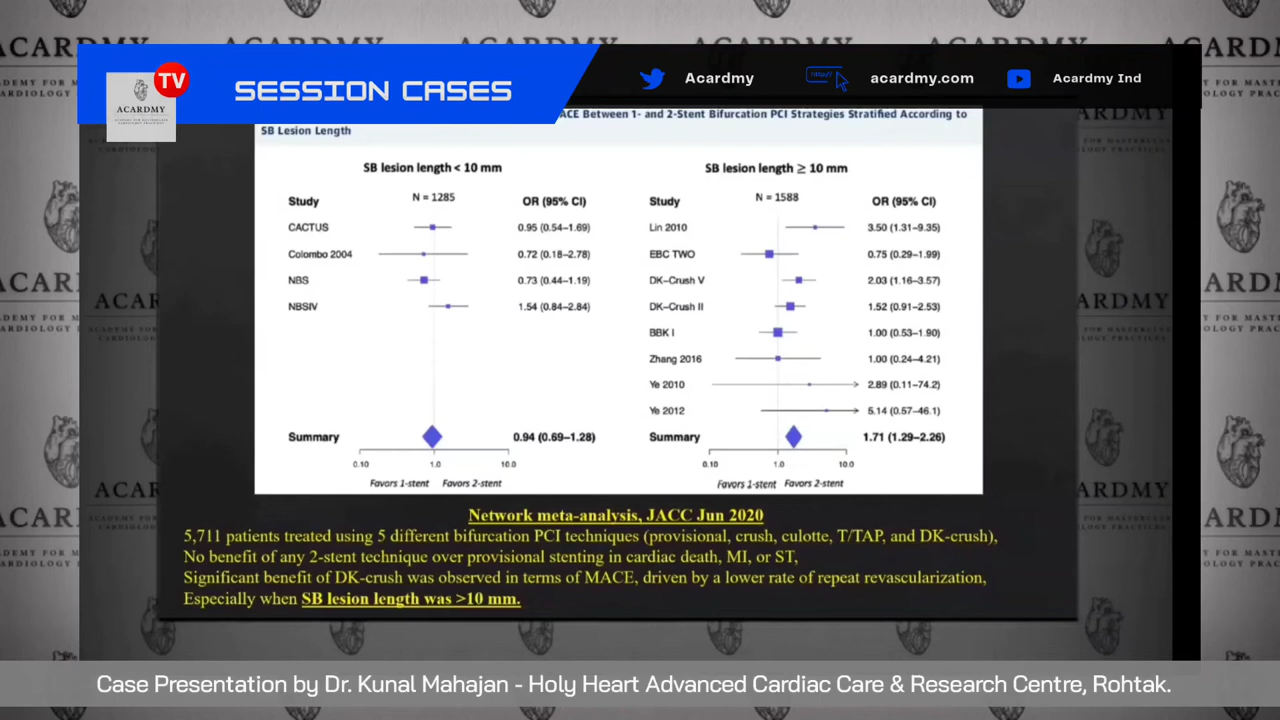 TV
ACARDMY
SESSION CASES
Acardmy
acardmy.com
Acardmy Ind
ACE Between 1- and 2-Stent Bifurcation PCI Strategies Stratified According to
SB Lesion Length
SB lesion length < 10 mm
N = 1285
Study OR (95% CI)
CACTUS 0.95 (0.54–1.69)
Colombo 2004 0.72 (0.18–2.78)
NBS 0.73 (0.44–1.19)
NBSIV 1.54 (0.84–2.84)
Summary 0.94 (0.69–1.28)
0.10 1.0 10.0
Favors 1-stent Favors 2-stent
SB lesion length ≥ 10 mm
N = 1588
Study OR (95% CI)
Lin 2010 3.50 (1.31–9.35)
EBC TWO 0.75 (0.29–1.99)
DK–Crush V 2.03 (1.16–3.57)
DK–Crush II 1.52 (0.91–2.53)
BBK I 1.00 (0.53–1.90)
Zhang 2016 1.00 (0.24–4.21)
Ye 2010 2.89 (0.11–74.2)
Ye 2012 5.14 (0.57–46.1)
Summary 1.71 (1.29–2.26)
0.10 1.0 10.0
Favors 1-stent Favors 2-stent
Network meta-analysis, JACC Jun 2020
5,711 patients treated using 5 different bifurcation PCI techniques (provisional, crush, culotte, T/TAP, and DK-crush),
No benefit of any 2-stent technique over provisional stenting in cardiac death, MI, or ST,
Significant benefit of DK-crush was observed in terms of MACE, driven by a lower rate of repeat revascularization,
Especially when SB lesion length was >10 mm.
Case Presentation by Dr. Kunal Mahajan - Holy Heart Advanced Cardiac Care & Research Centre, Rohtak.